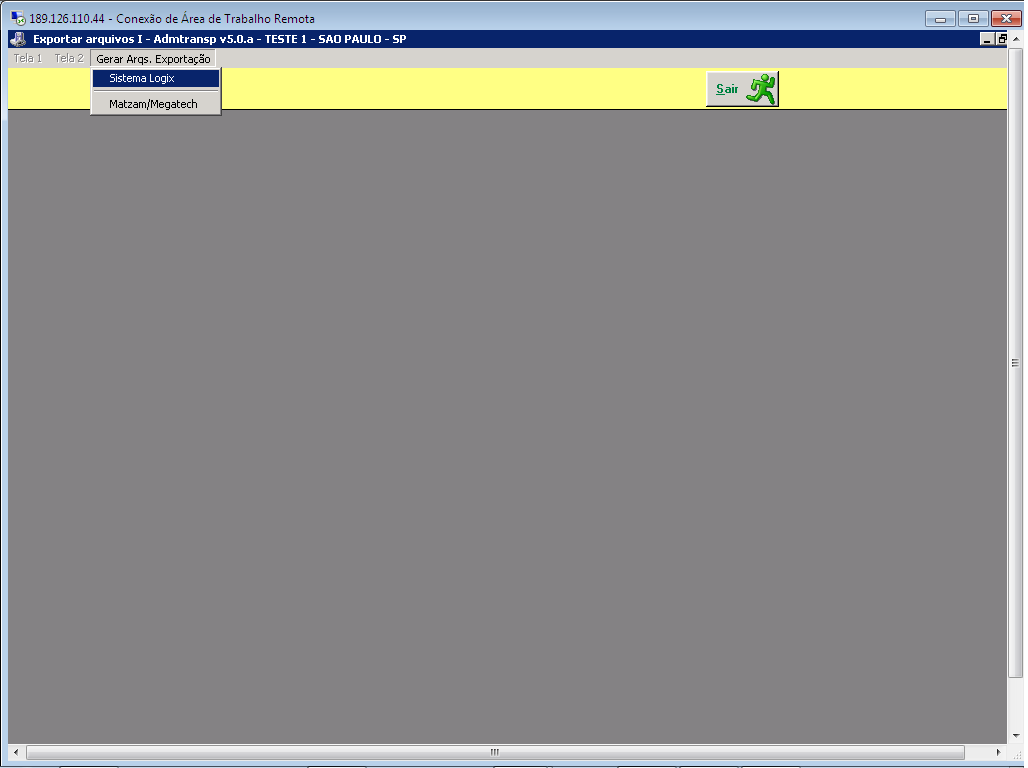 189.126.110.44 - Conexão de Área de Trabalho Remota
Exportar arquivos I - Admtransp v5.0.a - TESTE 1 - SAO PAULO - SP
Tela 1 Tela 2 Gerar Arqs. Exportação
Sistema Logix
Sair
Matzam/Megatech